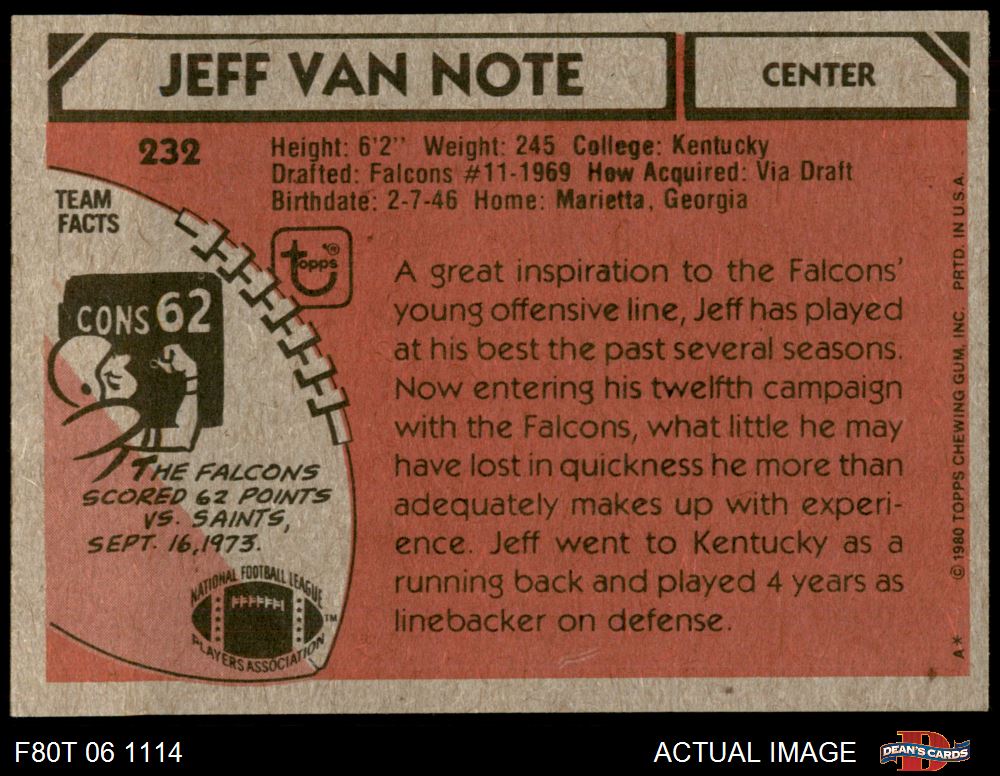 JEFF VAN NOTE
CENTER
232
Height: 6'2" Weight: 245 College: Kentucky
Drafted: Falcons #11-1969 How Acquired: Via Draft
Birthdate: 2-7-46 Home: Marietta, Georgia
TEAM
FACTS
CONS 62
THE FALCONS
SCORED 62 POINTS
VS. SAINTS,
SEPT. 16, 1973.
NATIONAL FOOTBALL LEAGUE
PLAYERS ASSOCIATION
TM
topps®
A great inspiration to the Falcons'
young offensive line, Jeff has played
at his best the past several seasons.
Now entering his twelfth campaign
with the Falcons, what little he may
have lost in quickness he more than
adequately makes up with experi-
ence. Jeff went to Kentucky as a
running back and played 4 years as
linebacker on defense.
A* © 1980 TOPPS CHEWING GUM, INC. PRTD. IN U.S.A.
F80T 06 1114
ACTUAL IMAGE
D
DEAN'S CARDS